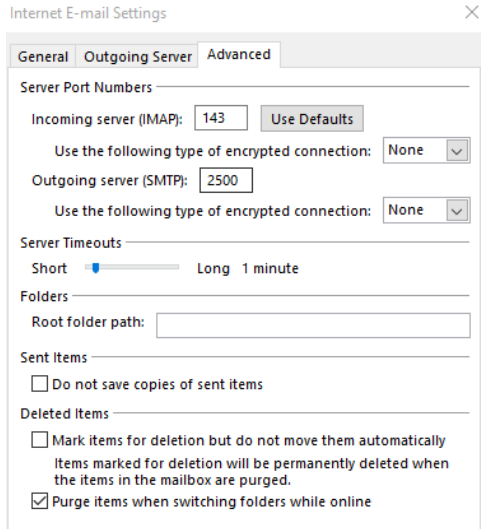 Internet E-mail Settings
General Outgoing Server Advanced
Server Port Numbers
Incoming server (IMAP): 143 Use Defaults
Use the following type of encrypted connection: None
Outgoing server (SMTP): 2500
Use the following type of encrypted connection: None
Server Timeouts
Short Long 1 minute
Folders
Root folder path:
Sent Items
Do not save copies of sent items
Deleted Items
Mark items for deletion but do not move them automatically
Items marked for deletion will be permanently deleted when
the items in the mailbox are purged.
Purge items when switching folders while online